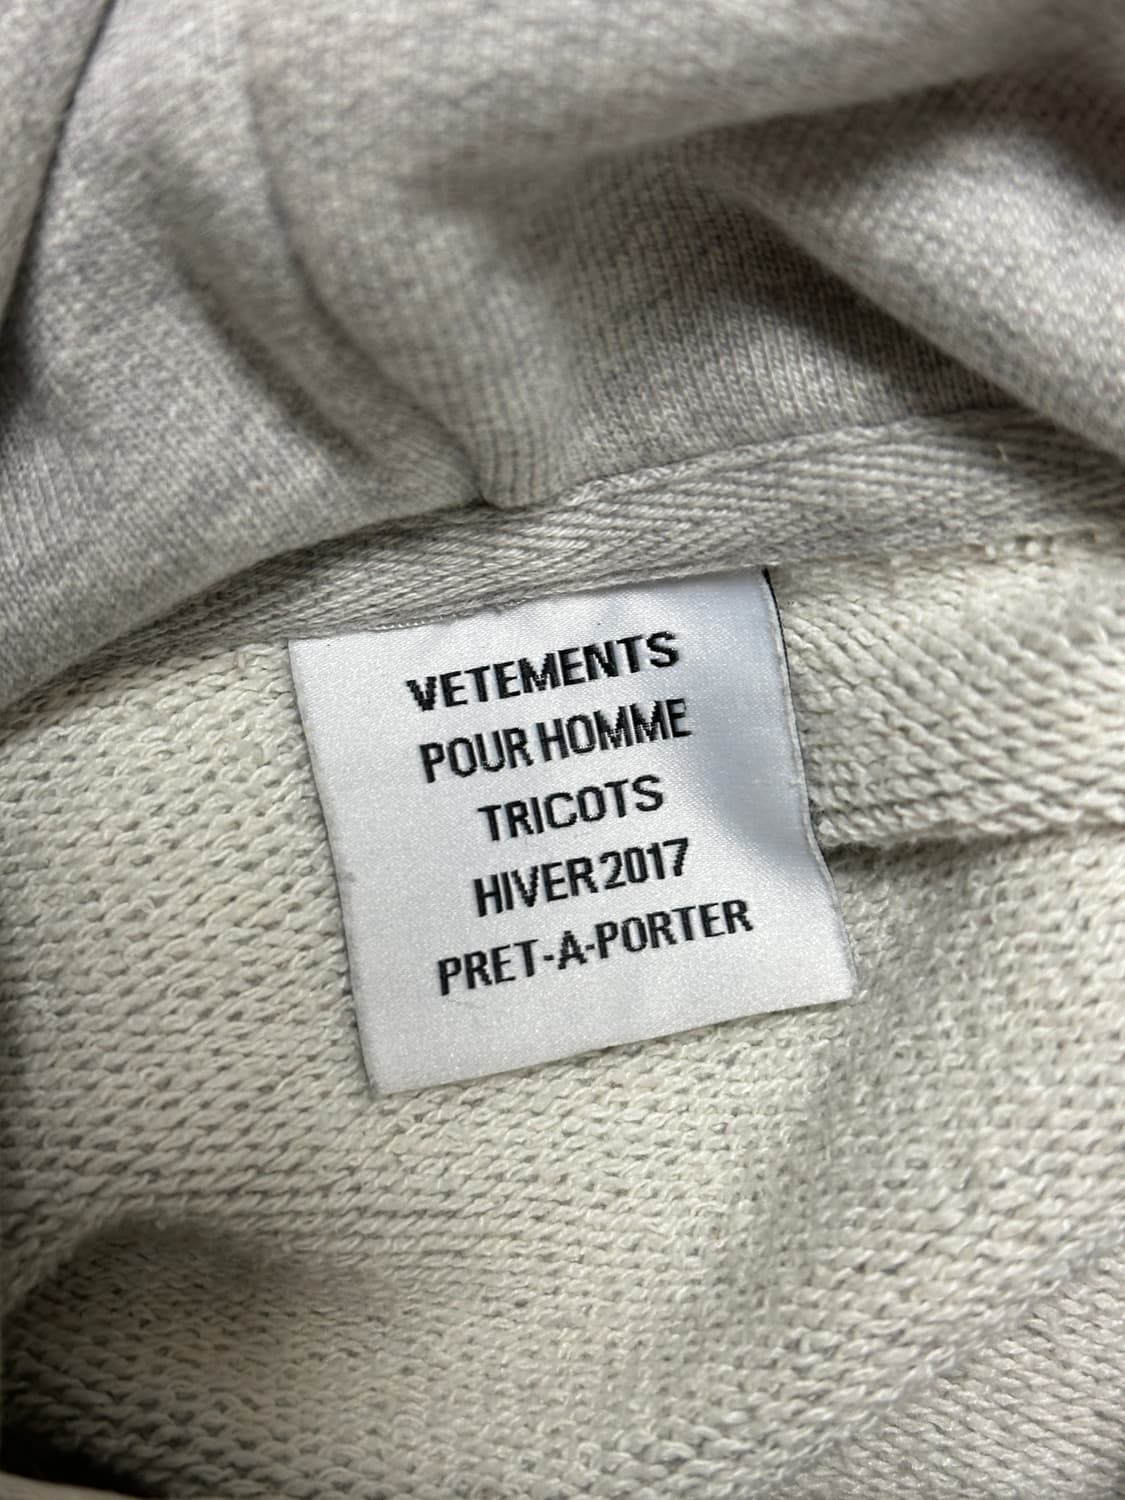 VETEMENTS
POUR HOMME
TRICOTS
HIVER 2017
PRET-A-PORTER